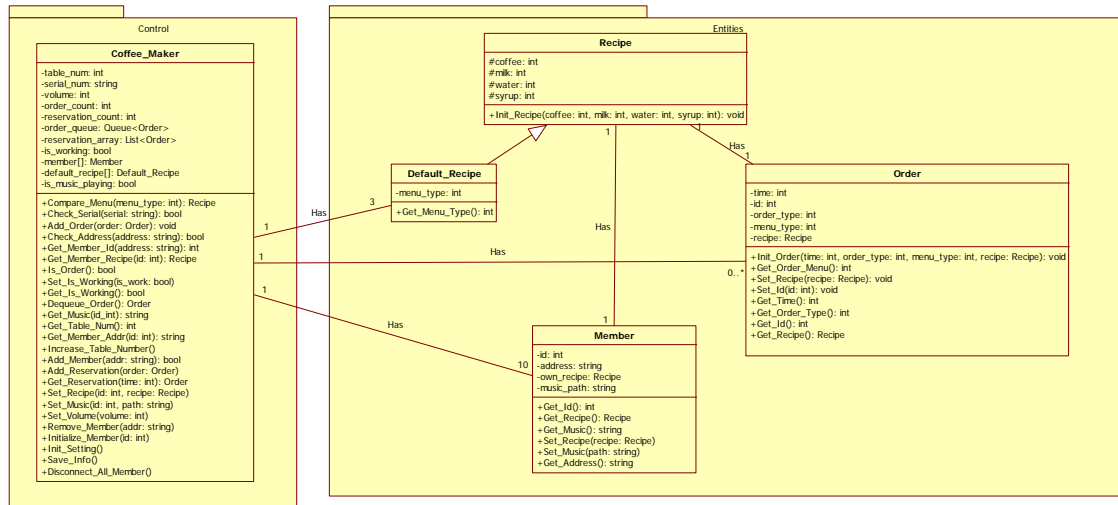 Control
Coffee_Maker
-table_num: int
-serial_num: string
-volume: int
-order_count: int
-reservation_count: int
-order_queue: Queue<Order>
-reservation_array: List<Order>
-is_working: bool
-member[]: Member
-default_recipe[]: Default_Recipe
-is_music_playing: bool
+Compare_Menu(menu_type: int): Recipe
+Check_Serial(serial: string): bool
+Add_Order(order: Order): void
+Check_Address(address: string): bool
+Get_Member_Id(address: string): int
+Get_Member_Recipe(id: int): Recipe
+Is_Order(): bool
+Set_Is_Working(is_work: bool)
+Get_Is_Working(): bool
+Dequeue_Order(): Order
+Get_Music(id_int): string
+Get_Table_Num(): int
+Get_Member_Addr(id: int): string
+Increase_Table_Number()
+Add_Member(addr: string): bool
+Add_Reservation(order: Order)
+Get_Reservation(time: int): Order
+Set_Recipe(id: int, recipe: Recipe)
+Set_Music(id: int, path: string)
+Set_Volume(volume: int)
+Remove_Member(addr: string)
+Initialize_Member(id: int)
+Init_Setting()
+Save_Info()
+Disconnect_All_Member()
Entities
Recipe
#coffee: int
#milk: int
#water: int
#syrup: int
+Init_Recipe(coffee: int, milk: int, water: int, syrup: int): void
1
1
Has
1
Default_Recipe
-menu_type: int
+Get_Menu_Type(): int
3
Has
1
Has
Order
-time: int
-id: int
-order_type: int
-menu_type: int
-recipe: Recipe
+Init_Order(time: int, order_type: int, menu_type: int, recipe: Recipe): void
+Get_Order_Menu(): int
+Set_Recipe(recipe: Recipe): void
+Set_Id(id: int): void
+Get_Time(): int
+Get_Order_Type(): int
+Get_Id(): int
+Get_Recipe(): Recipe
1
Has
0..*
1
Has
10
1
Member
-id: int
-address: string
-own_recipe: Recipe
-music_path: string
+Get_Id(): int
+Get_Recipe(): Recipe
+Get_Music(): string
+Set_Recipe(recipe: Recipe)
+Set_Music(path: string)
+Get_Address(): string